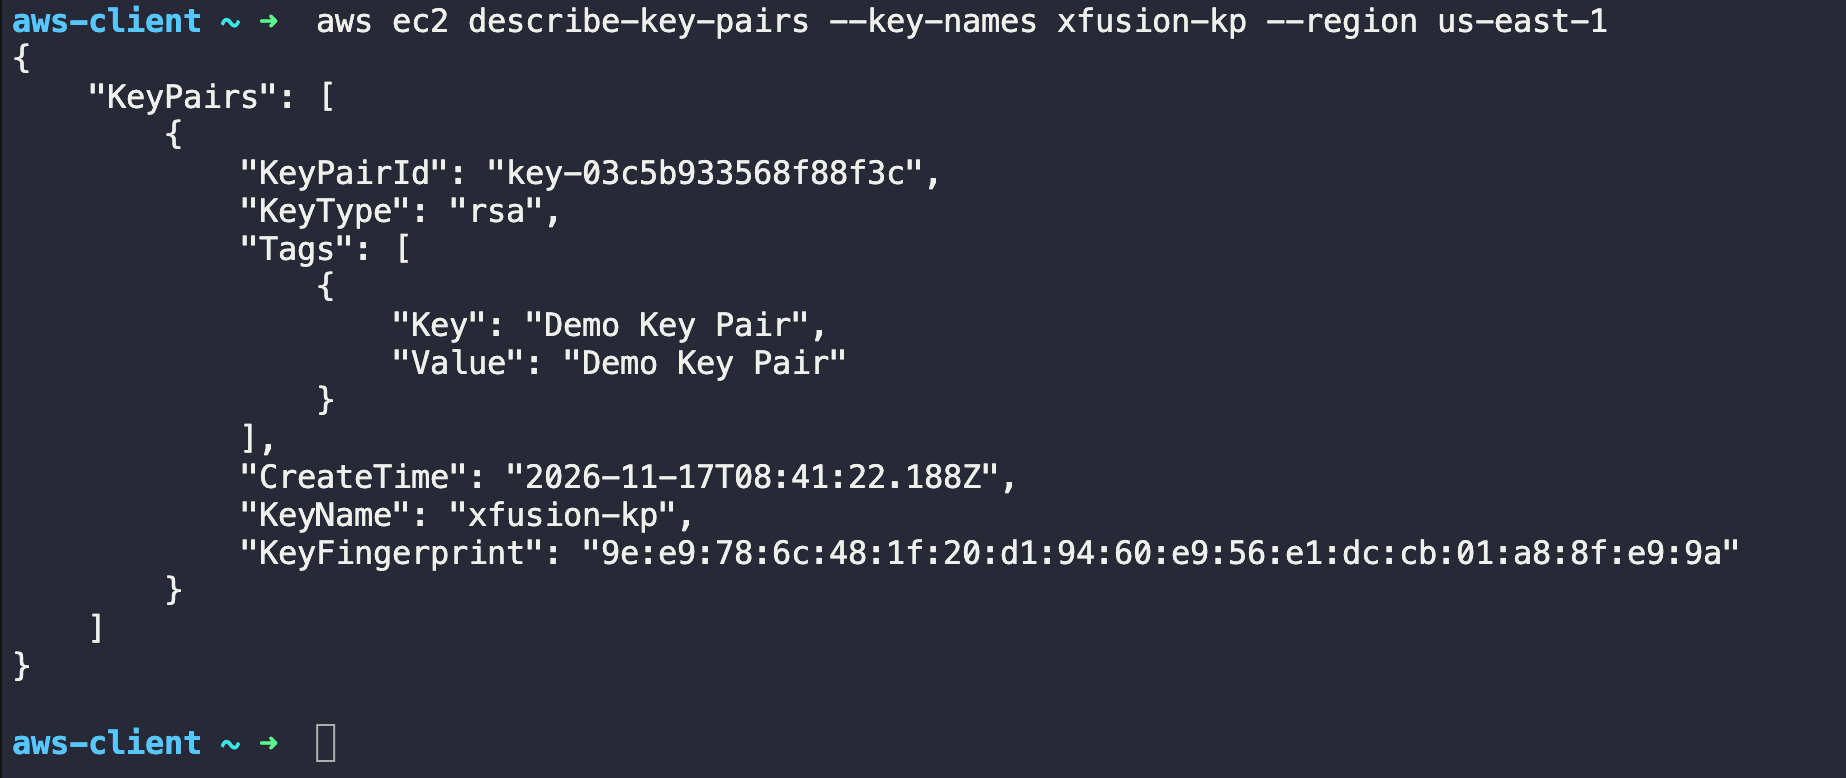 aws-client ~ ➜  aws ec2 describe-key-pairs --key-names xfusion-kp --region us-east-1
{
    "KeyPairs": [
        {
            "KeyPairId": "key-03c5b933568f88f3c",
            "KeyType": "rsa",
            "Tags": [
                {
                    "Key": "Demo Key Pair",
                    "Value": "Demo Key Pair"
                }
            ],
            "CreateTime": "2026-11-17T08:41:22.188Z",
            "KeyName": "xfusion-kp",
            "KeyFingerprint": "9e:e9:78:6c:48:1f:20:d1:94:60:e9:56:e1:dc:cb:01:a8:8f:e9:9a"
        }
    ]
}
aws-client ~ ➜